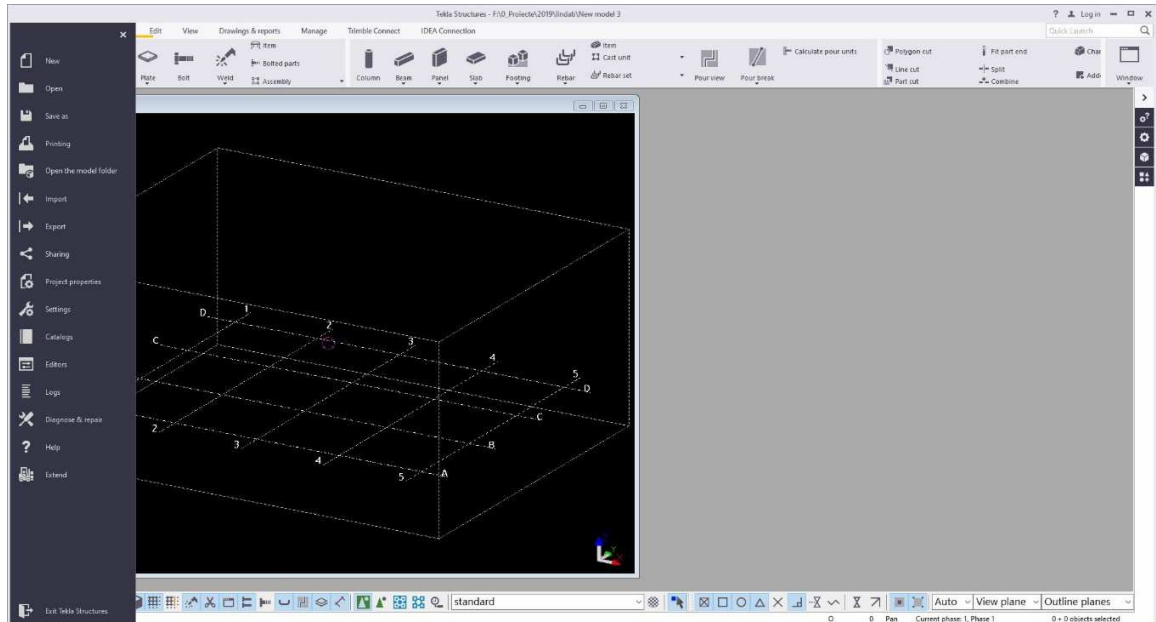 Tekla Structures - F:\0_Proiecte\2019\lindab\New model 3
Login
Edit View Drawings & reports Manage Trimble Connect IDEA Connection
Quick Launch
Plate
Bolt
Weld
Item
Bolted parts
Assembly
Column
Beam
Panel
Slab
Footing
Rebar
Item
Cast unit
Rebar set
Pour view
Pour break
Calculate pour units
Polygon cut
Line cut
Part cut
Fit part end
Split
Combine
Char
Add
Window
New
Open
Save as
Printing
Open the model folder
Import
Export
Sharing
Project properties
Settings
Catalogs
Editors
Logs
Diagnose & repair
Help
Extend
Exit Tekla Structures
D
1
2
3
4
5
D
C
C
B
A
2
3
4
5
standard
Auto View plane Outline planes
O 0 Pan Current phase: 1, Phase 1 0 + 0 objects selected